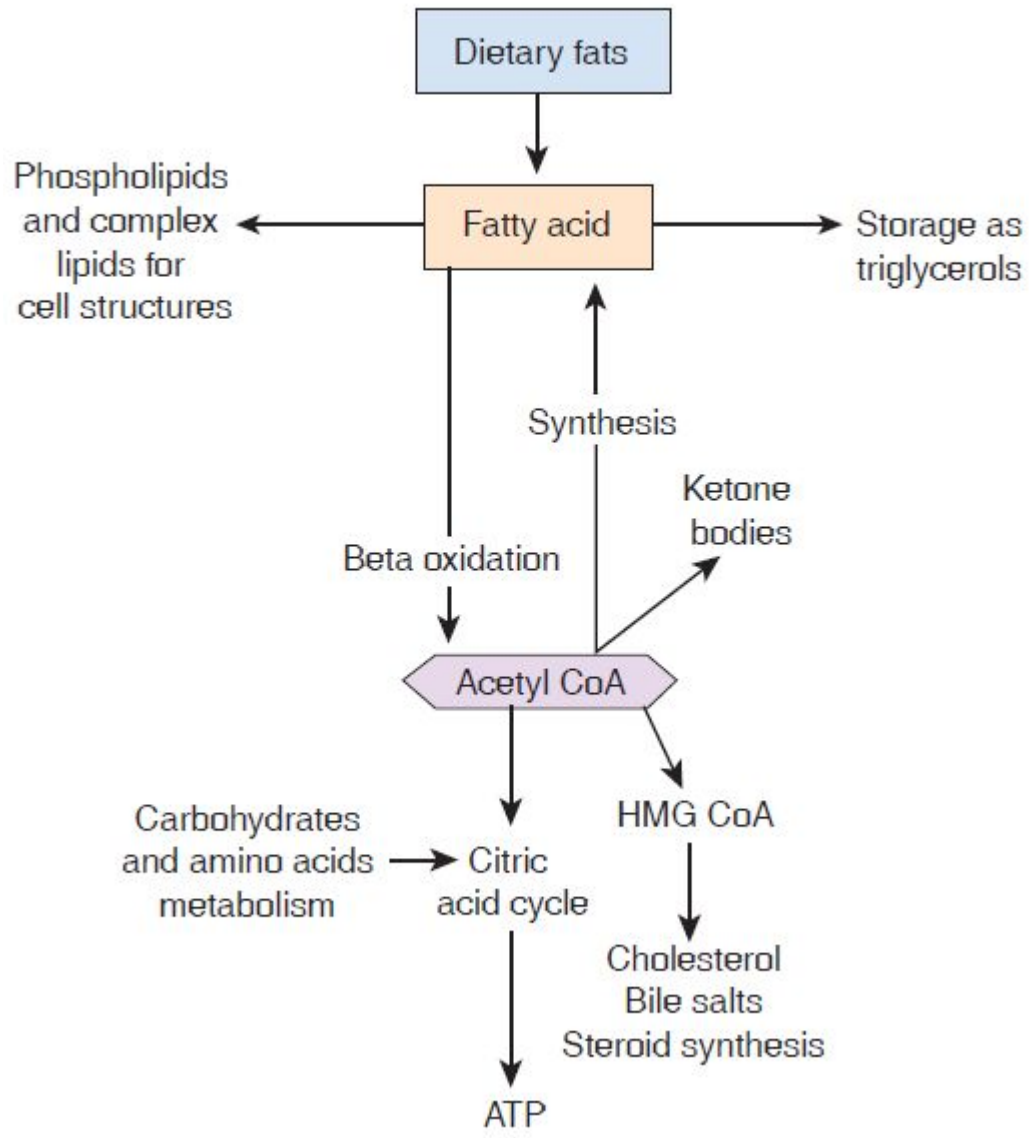 Dietary fats
Phospholipids
and complex
lipids for
cell structures
Fatty acid
Storage as
triglycerols
Synthesis
Ketone
bodies
Beta oxidation
Acetyl CoA
Carbohydrates
and amino acids
metabolism
Citric
acid cycle
HMG CoA
Cholesterol
Bile salts
Steroid synthesis
ATP